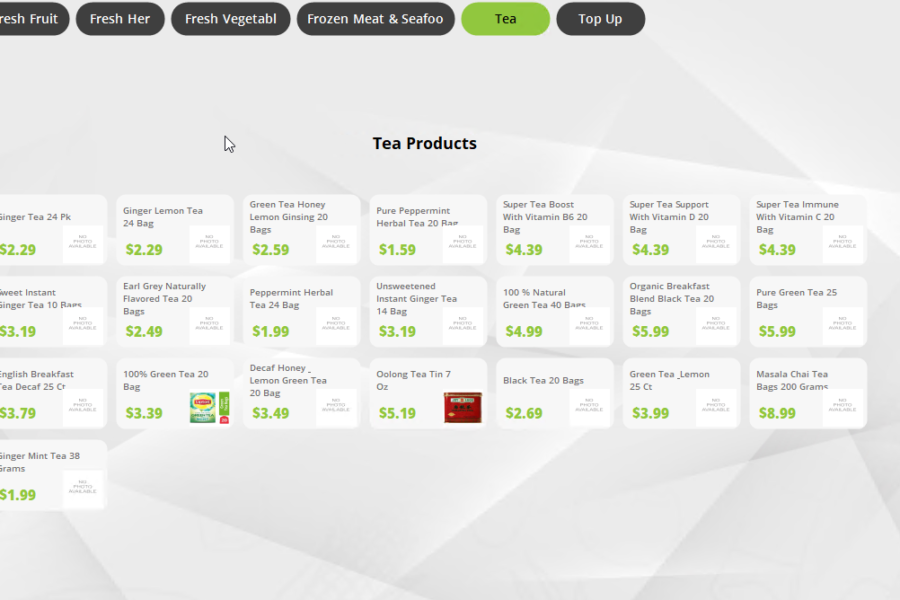 resh Fruit
Fresh Her
Fresh Vegetabl
Frozen Meat & Seafoo
Tea
Top Up
Tea Products
Ginger Tea 24 Pk
$2.29
NO
PHOTO
AVAILABLE
Ginger Lemon Tea
24 Bag
$2.29
NO
PHOTO
AVAILABLE
Green Tea Honey
Lemon Ginsing 20
Bags
$2.59
NO
PHOTO
AVAILABLE
Pure Peppermint
Herbal Tea 20 Bag
$1.59
NO
PHOTO
AVAILABLE
Super Tea Boost
With Vitamin B6 20
Bag
$4.39
NO
PHOTO
AVAILABLE
Super Tea Support
With Vitamin D 20
Bag
$4.39
NO
PHOTO
AVAILABLE
Super Tea Immune
With Vitamin C 20
Bag
$4.39
NO
PHOTO
AVAILABLE
Sweet Instant
Ginger Tea 10 Bags
$3.19
NO
PHOTO
AVAILABLE
Earl Grey Naturally
Flavored Tea 20
Bags
$2.49
NO
PHOTO
AVAILABLE
Peppermint Herbal
Tea 24 Bag
$1.99
NO
PHOTO
AVAILABLE
Unsweetened
Instant Ginger Tea
14 Bag
$3.19
NO
PHOTO
AVAILABLE
100 % Natural
Green Tea 40 Bags
$4.99
NO
PHOTO
AVAILABLE
Organic Breakfast
Blend Black Tea 20
Bags
$5.99
NO
PHOTO
AVAILABLE
Pure Green Tea 25
Bags
$5.99
NO
PHOTO
AVAILABLE
English Breakfast
Tea Decaf 25 Ct
$3.79
NO
PHOTO
AVAILABLE
100% Green Tea 20
Bag
$3.39
Lipton
Decaf Honey _
Lemon Green Tea
20 Bag
$3.49
NO
PHOTO
AVAILABLE
Oolong Tea Tin 7
Oz
$5.19
Black Tea 20 Bags
$2.69
NO
PHOTO
AVAILABLE
Green Tea _Lemon
25 Ct
$3.99
NO
PHOTO
AVAILABLE
Masala Chai Tea
Bags 200 Grams
$8.99
NO
PHOTO
AVAILABLE
Ginger Mint Tea 38
Grams
$1.99
NO
PHOTO
AVAILABLE